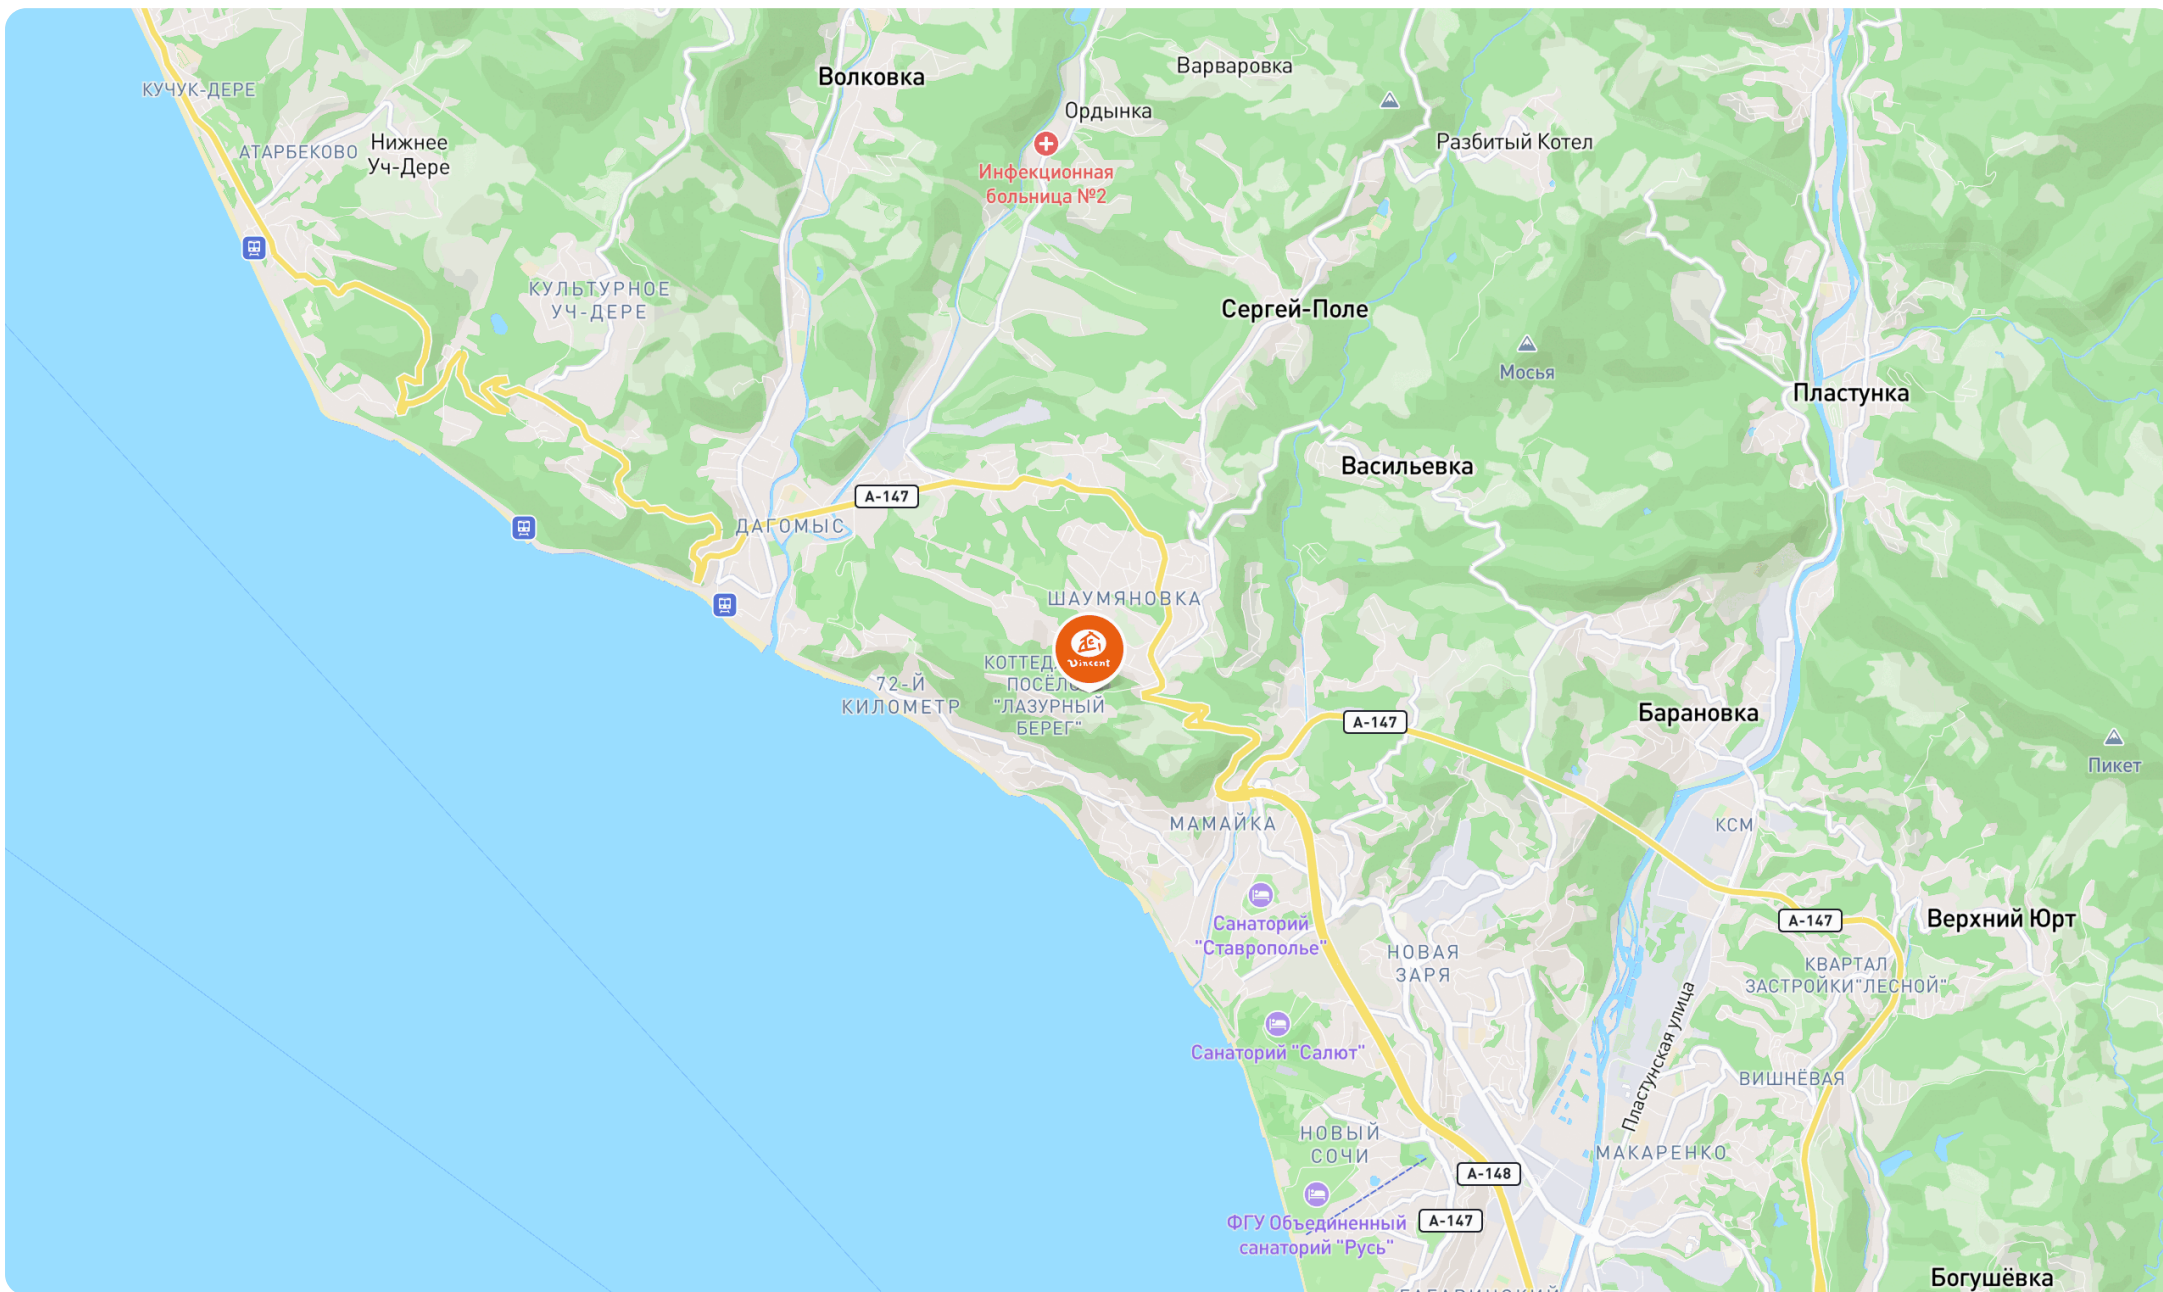 Волковка
Варваровка
КУЧУК-ДЕРЕ
Ордынка
Нижнее
Уч-Дере
АТАРБЕКОВО
Разбитый Котел
Инфекционная
больница №2
КУЛЬТУРНОЕ
УЧ-ДЕРЕ
Сергей-Поле
Мосья
Пластунка
Васильевка
А-147
ДАГОМЫС
ШАУМЯНОВКА
Vincent
ПОСЁЛО
"ЛАЗУРНЫЙ
БЕРЕГ"
72-Й
КИЛОМЕТР
А-147
Барановка
Пикет
МАМАЙКА
КСМ
Санаторий
"Ставрополье"
А-147
Верхний Юрт
НОВАЯ
ЗАРЯ
КВАРТАЛ
ЗАСТРОЙКИ"ЛЕСНОЙ"
Санаторий "Салют"
Пластунская улица
ВИШНЁВАЯ
НОВЫЙ
СОЧИ
МАКАРЕНКО
А-148
ФГУ Объединенный
санаторий "Русь"
А-147
Богушёвка